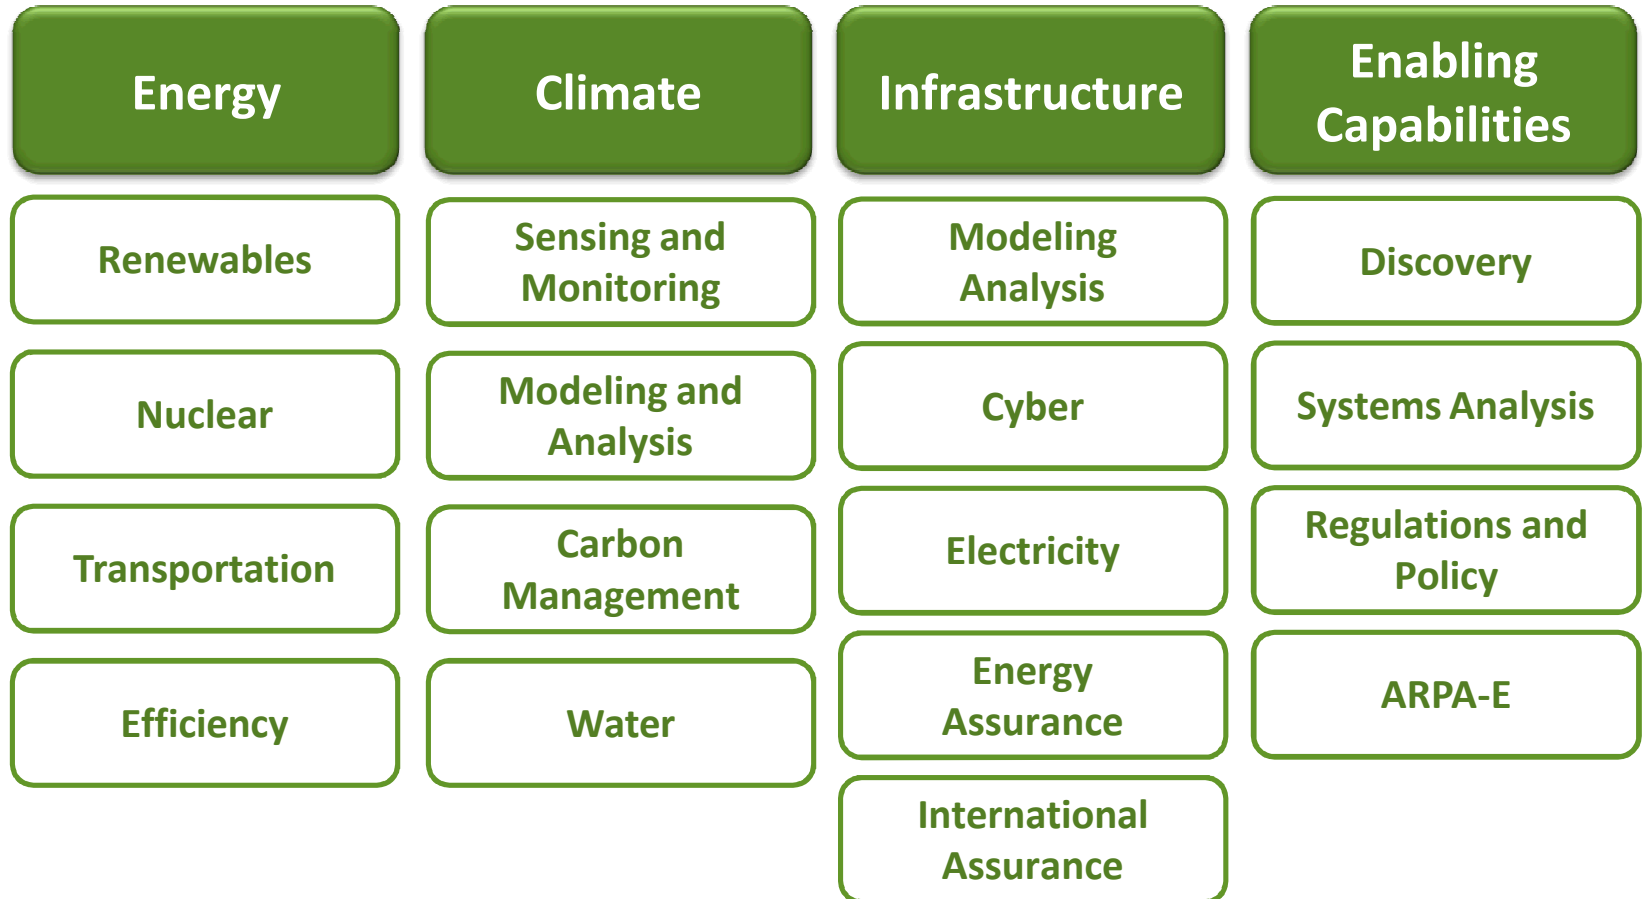 Energy
Renewables
Nuclear
Transportation
Efficiency
Climate
Sensing and
Monitoring
Modeling and
Analysis
Carbon
Management
Water
Infrastructure
Modeling
Analysis
Cyber
Electricity
Energy
Assurance
International
Assurance
Enabling
Capabilities
Discovery
Systems Analysis
Regulations and
Policy
ARPA-E